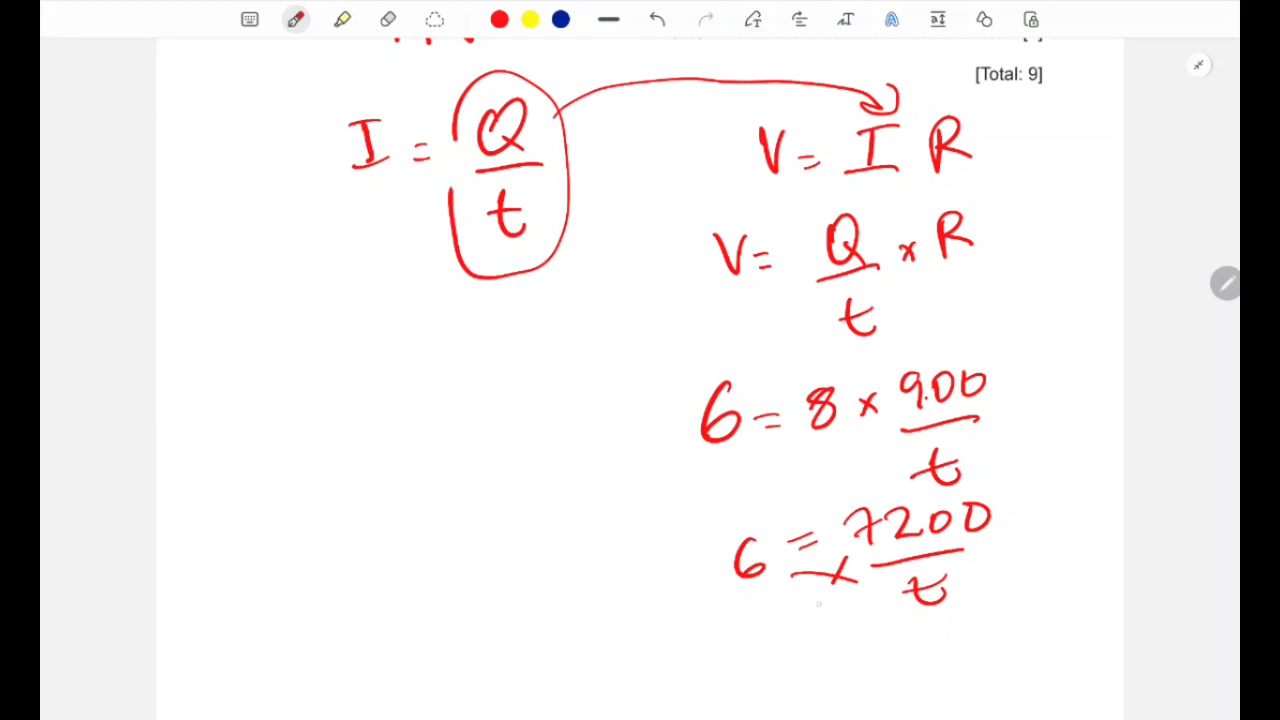 [Total: 9]
I = Q/t
V = I R
V = Q/t × R
6 = 8 × 900/t
6 = 7200/t